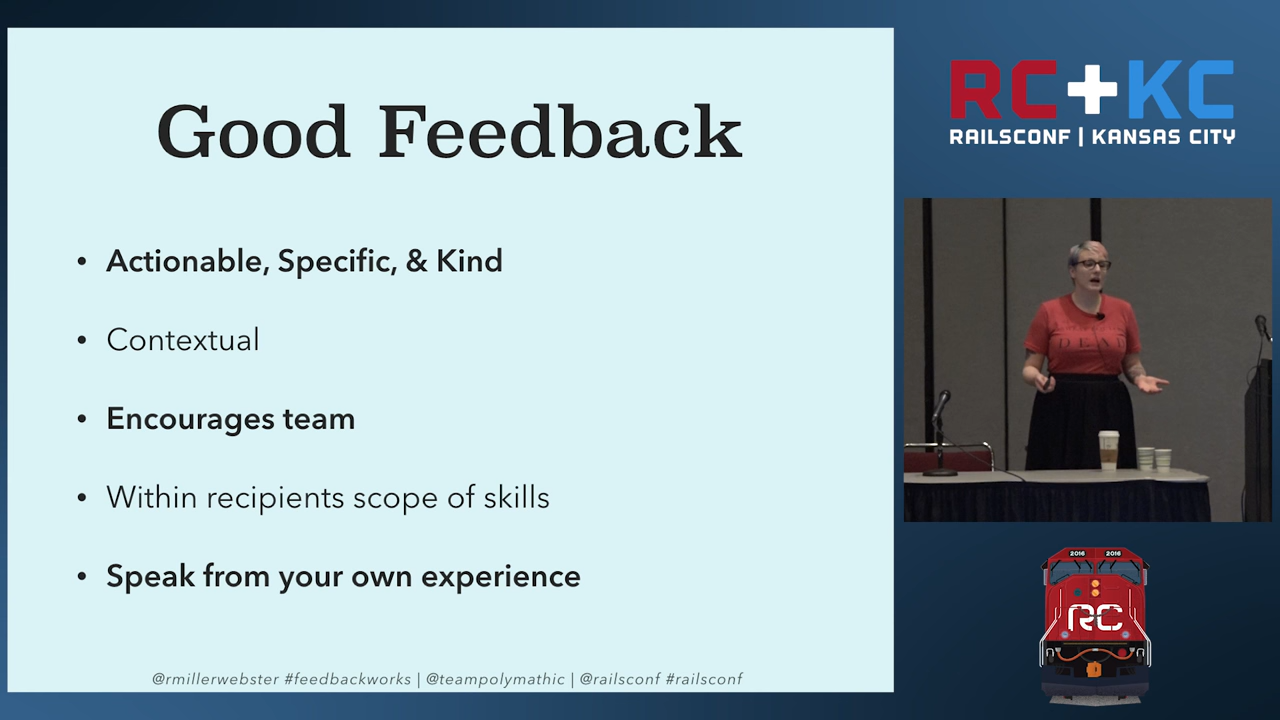 Good Feedback
• Actionable, Specific, & Kind
• Contextual
• Encourages team
• Within recipients scope of skills
• Speak from your own experience
@rmillerwebster #feedbackworks | @teampolymathic | @railsconf #railsconf
RC+KC
RAILSCONF | KANSAS CITY
2016 2016
RC